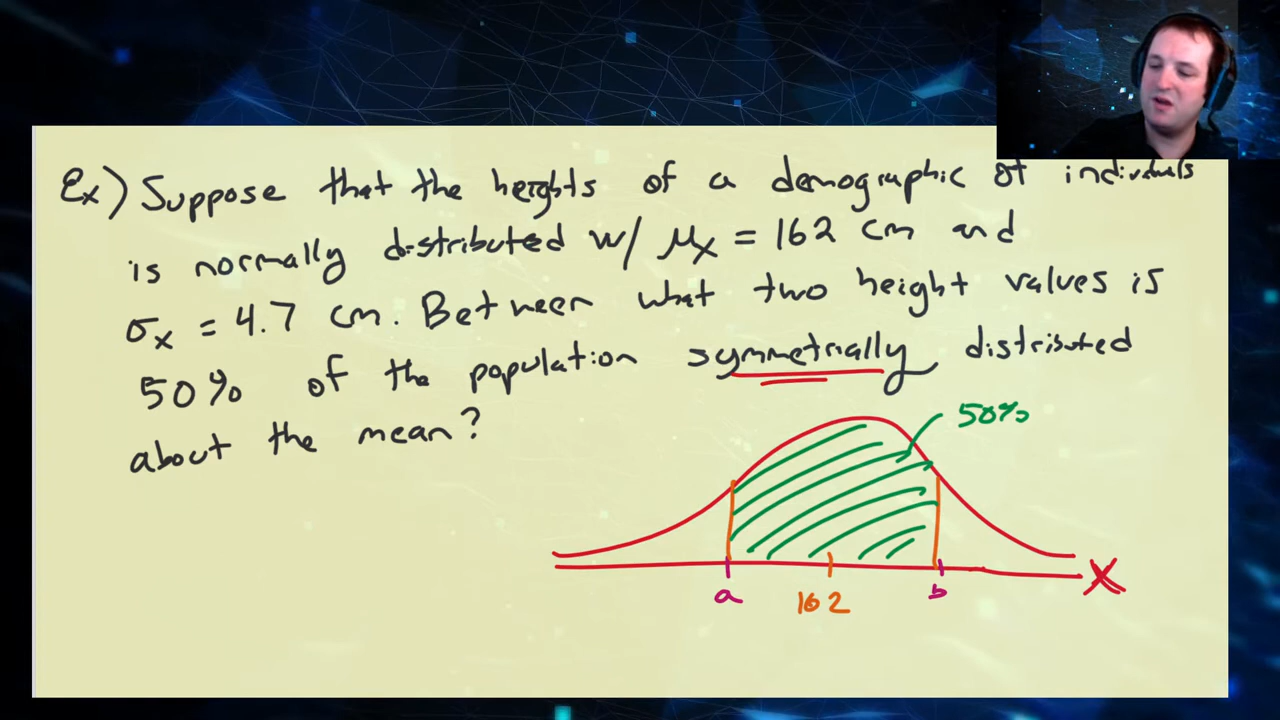 Ex) Suppose that the heights of a demographic of individuals
is normally distributed w/ μx = 162 cm and
σx = 4.7 cm. Between what two height values is
50% of the population symmetrially distributed
about the mean?
50%
a 162 b
X